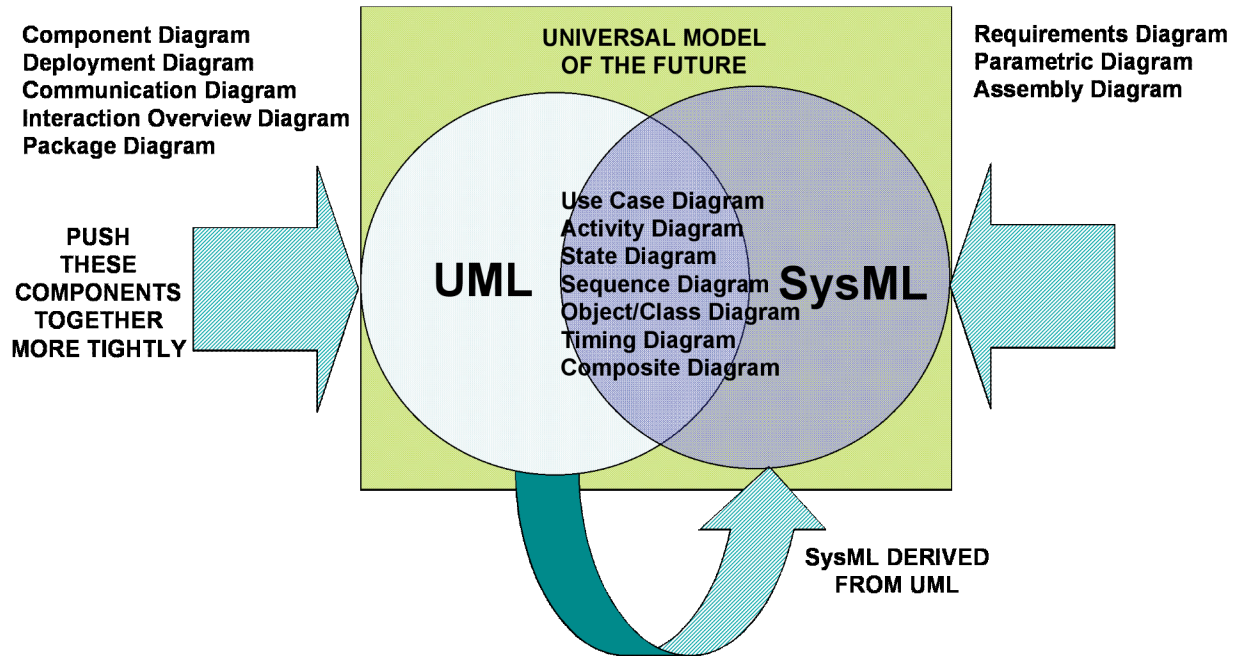 Component Diagram
Deployment Diagram
Communication Diagram
Interaction Overview Diagram
Package Diagram
UNIVERSAL MODEL
OF THE FUTURE
Requirements Diagram
Parametric Diagram
Assembly Diagram
PUSH
THESE
COMPONENTS
TOGETHER
MORE TIGHTLY
UML
Use Case Diagram
Activity Diagram
State Diagram
Sequence Diagram
Object/Class Diagram
Timing Diagram
Composite Diagram
SysML
SysML DERIVED
FROM UML